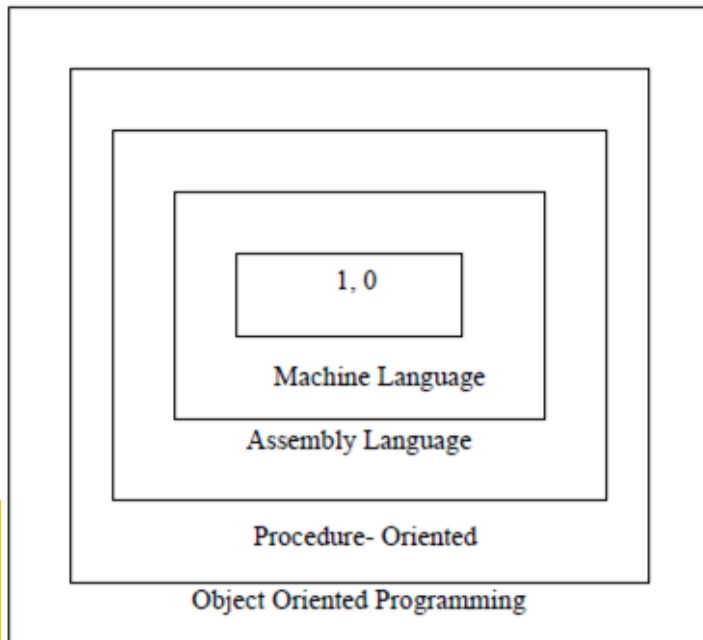 1, 0
Machine Language
Assembly Language
Procedure- Oriented
Object Oriented Programming